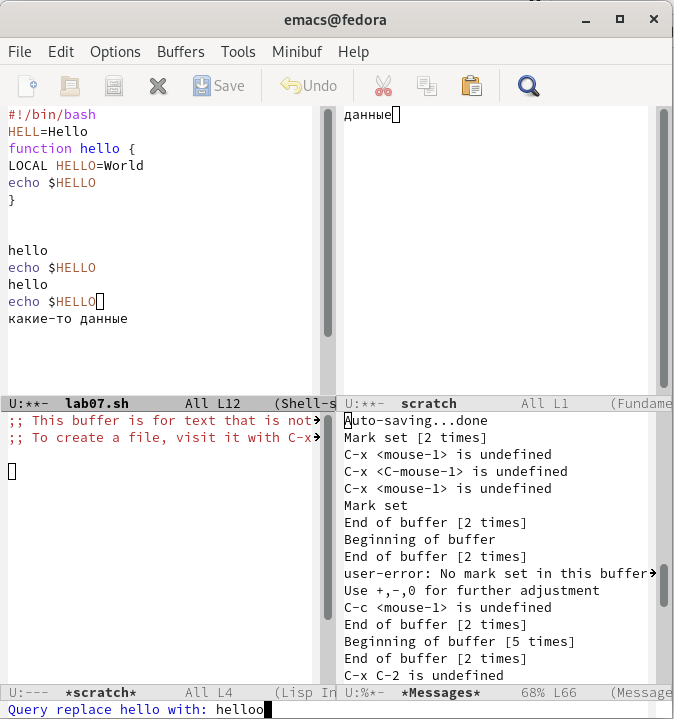 emacs@fedora
File Edit Options Buffers Tools Minibuf Help
Save Undo
#!/bin/bash
HELL=Hello
function hello {
LOCAL HELLO=World
echo $HELLO
}
hello
echo $HELLO
hello
echo $HELLO
какие-то данные
U:**- lab07.sh All L12 (Shell-s
данные
U:**- scratch All L1 (Fundame
;; This buffer is for text that is not
;; To create a file, visit it with C-x
U:--- *scratch* All L4 (Lisp In
Auto-saving...done
Mark set [2 times]
C-x <mouse-1> is undefined
C-x <C-mouse-1> is undefined
C-x <mouse-1> is undefined
Mark set
End of buffer [2 times]
Beginning of buffer
End of buffer [2 times]
user-error: No mark set in this buffer
Use +,-,0 for further adjustment
C-c <mouse-1> is undefined
End of buffer [2 times]
Beginning of buffer [5 times]
End of buffer [2 times]
C-x C-2 is undefined
U:%*- *Messages* 68% L66 (Message
Query replace hello with: helloo